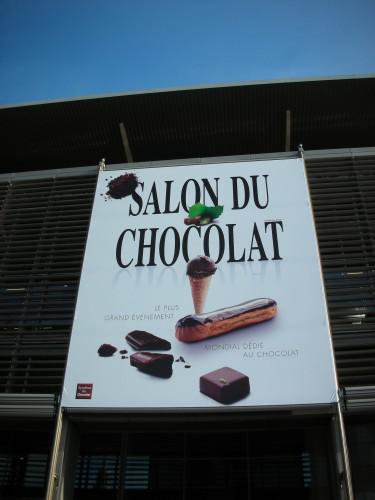 SALON DU
CHOCOLAT
LE PLUS
GRAND ÉVÉNEMENT
MONDIAL DÉDIÉ
AU CHOCOLAT